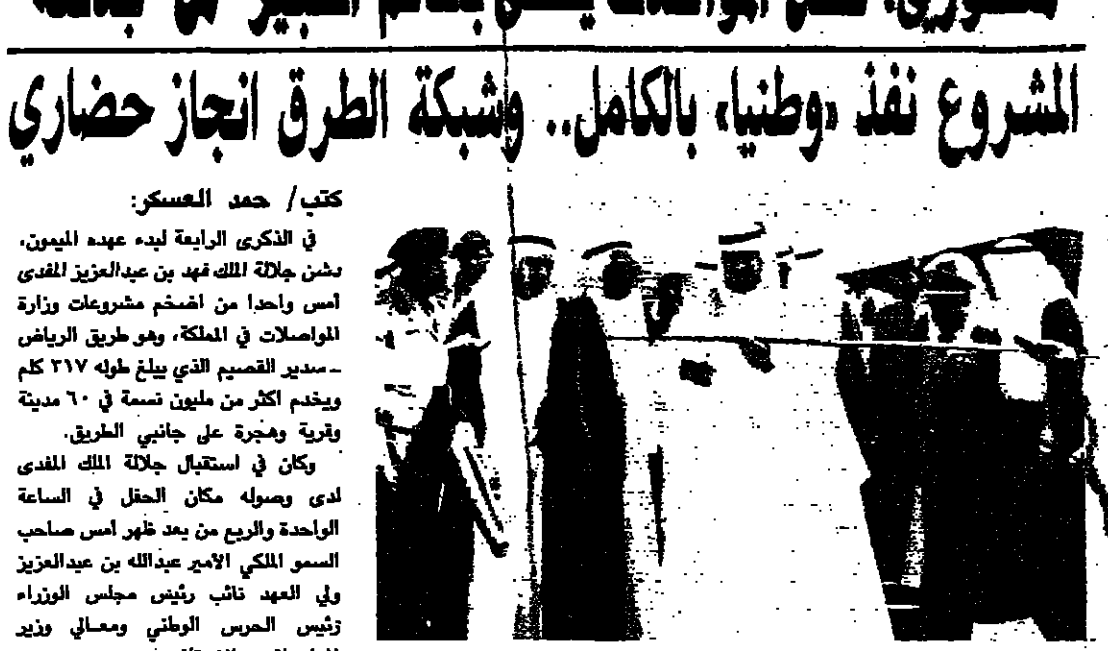 المشروع نفذ «وطنيا» بالكامل.. وشبكة الطرق انجاز حضاري
كتب/ حمد العسكر:
في الذكرى الرابعة لبدء عهده الميمون،
دشن جلالة الملك فهد بن عبدالعزيز المفدى
أمس واحدا من اضخم مشروعات وزارة
المواصلات في المملكة، وهو طريق الرياض
ـ سدير القصيم الذي يبلغ طوله ٣١٧ كلم
ويخدم اكثر من مليون نسمة في ٦٠ مدينة
وقرية وهجرة على جانبي الطريق.
وكان في استقبال جلالة الملك المفدى
لدى وصوله مكان الحفل في الساعة
الواحدة والربع من بعد ظهر أمس صاحب
السمو الملكي الأمير عبدالله بن عبدالعزيز
ولي العهد نائب رئيس مجلس الوزراء
رئيس الحرس الوطني ومعالي وزير